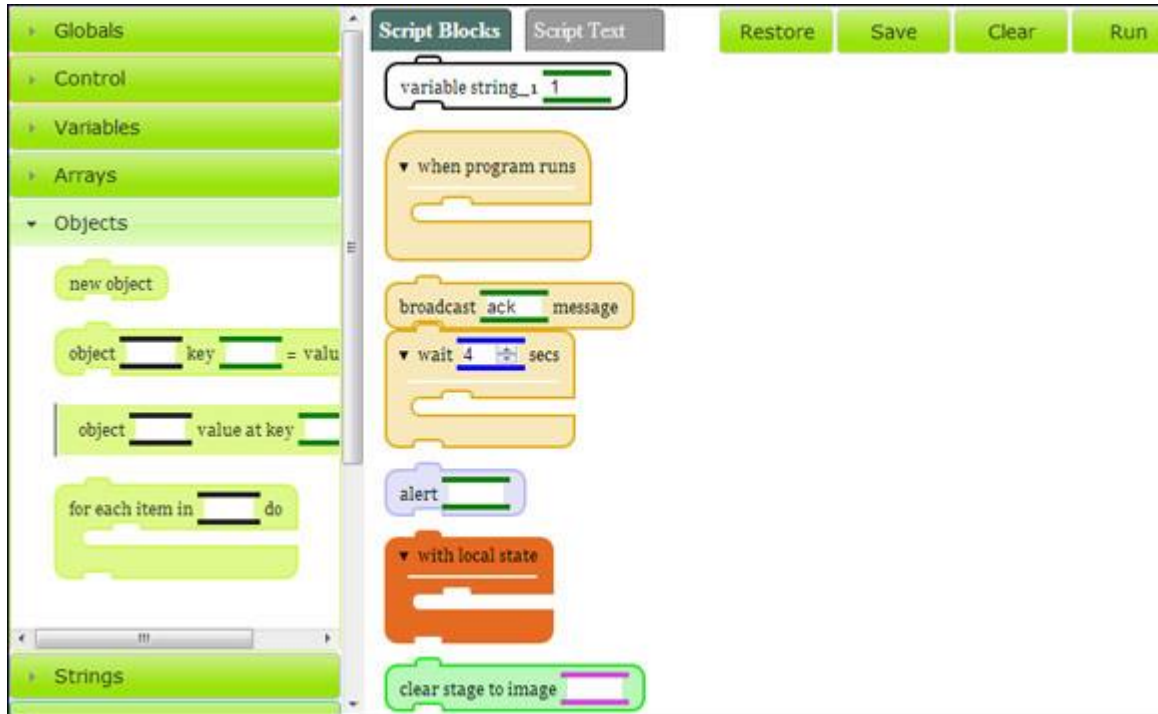 Globals
Control
Variables
Arrays
Objects
new object
object key = valu
object value at key
for each item in do
Strings
Script Blocks Script Text Restore Save Clear Run
variable string_1 1
when program runs
broadcast ack message
wait 4 secs
alert
with local state
clear stage to image